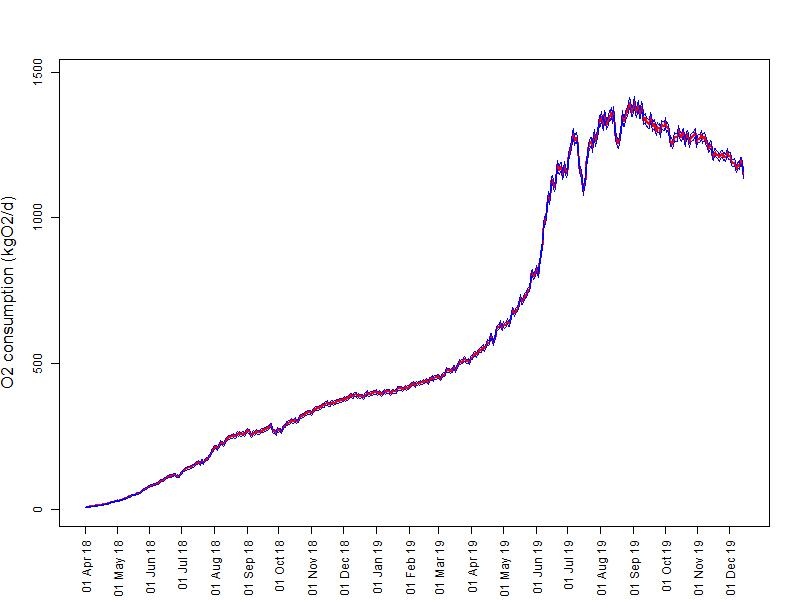 O2 consumption (kgO2/d)
1500
1000
500
0
01 Apr 18
01 May 18
01 Jun 18
01 Jul 18
01 Aug 18
01 Sep 18
01 Oct 18
01 Nov 18
01 Dec 18
01 Jan 19
01 Feb 19
01 Mar 19
01 Apr 19
01 May 19
01 Jun 19
01 Jul 19
01 Aug 19
01 Sep 19
01 Oct 19
01 Nov 19
01 Dec 19